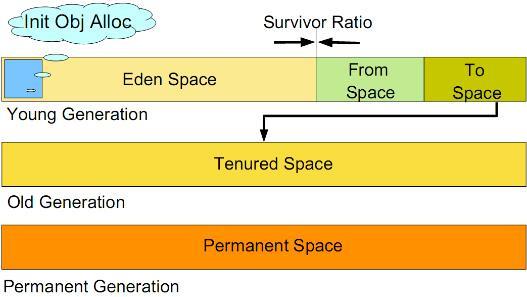 Init Obj Alloc
Survivor Ratio
Eden Space
From
Space
To
Space
Young Generation
Tenured Space
Old Generation
Permanent Space
Permanent Generation